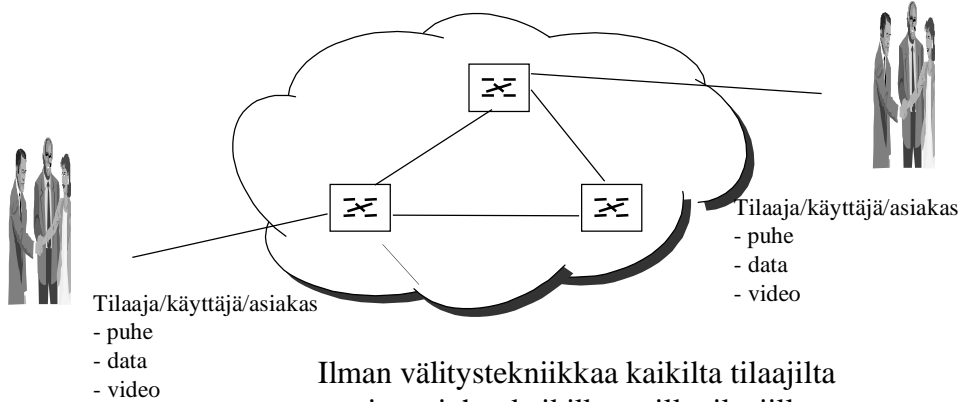 Tilaaja/käyttäjä/asiakas
- puhe
- data
- video
Tilaaja/käyttäjä/asiakas
- puhe
- data
- video
Ilman välitystekniikkaa kaikilta tilaajilta